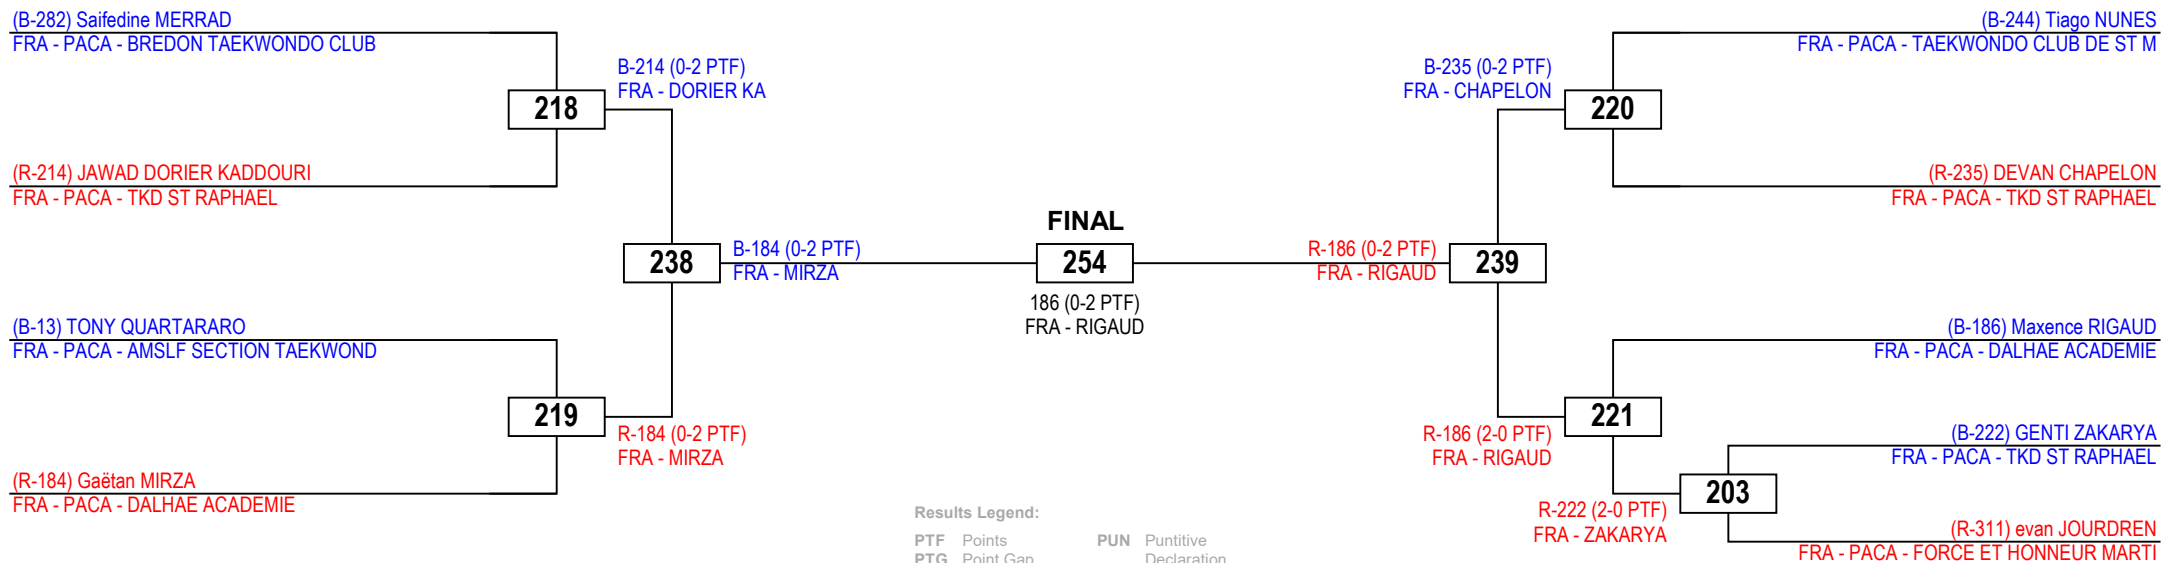 (B-282) Saifedine MERRAD
FRA - PACA - BREDON TAEKWONDO CLUB
B-214 (0-2 PTF)
FRA - DORIER KA
218
(R-214) JAWAD DORIER KADDOURI
FRA - PACA - TKD ST RAPHAEL
238
B-184 (0-2 PTF)
FRA - MIRZA
(B-13) TONY QUARTARARO
FRA - PACA - AMSLF SECTION TAEKWOND
219
R-184 (0-2 PTF)
FRA - MIRZA
(R-184) Gaëtan MIRZA
FRA - PACA - DALHAE ACADEMIE
FINAL
254
186 (0-2 PTF)
FRA - RIGAUD
(B-244) Tiago NUNES
FRA - PACA - TAEKWONDO CLUB DE ST M
B-235 (0-2 PTF)
FRA - CHAPELON
220
(R-235) DEVAN CHAPELON
FRA - PACA - TKD ST RAPHAEL
R-186 (0-2 PTF)
FRA - RIGAUD
239
(B-186) Maxence RIGAUD
FRA - PACA - DALHAE ACADEMIE
221
R-186 (2-0 PTF)
FRA - RIGAUD
(B-222) GENTI ZAKARYA
FRA - PACA - TKD ST RAPHAEL
203
R-222 (2-0 PTF)
FRA - ZAKARYA
(R-311) evan JOURDREN
FRA - PACA - FORCE ET HONNEUR MARTI
Results Legend:
PTF Points PUN Puntitive
PTG Point Gap Declaration